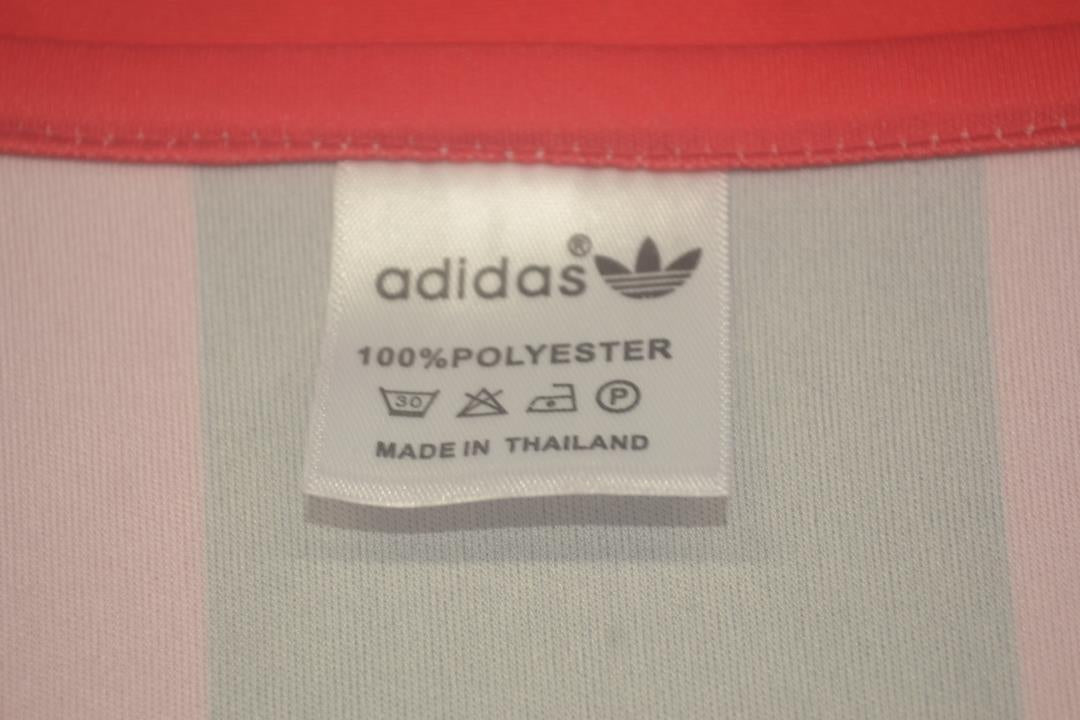 adidas®
100%POLYESTER
30 P
MADE IN THAILAND